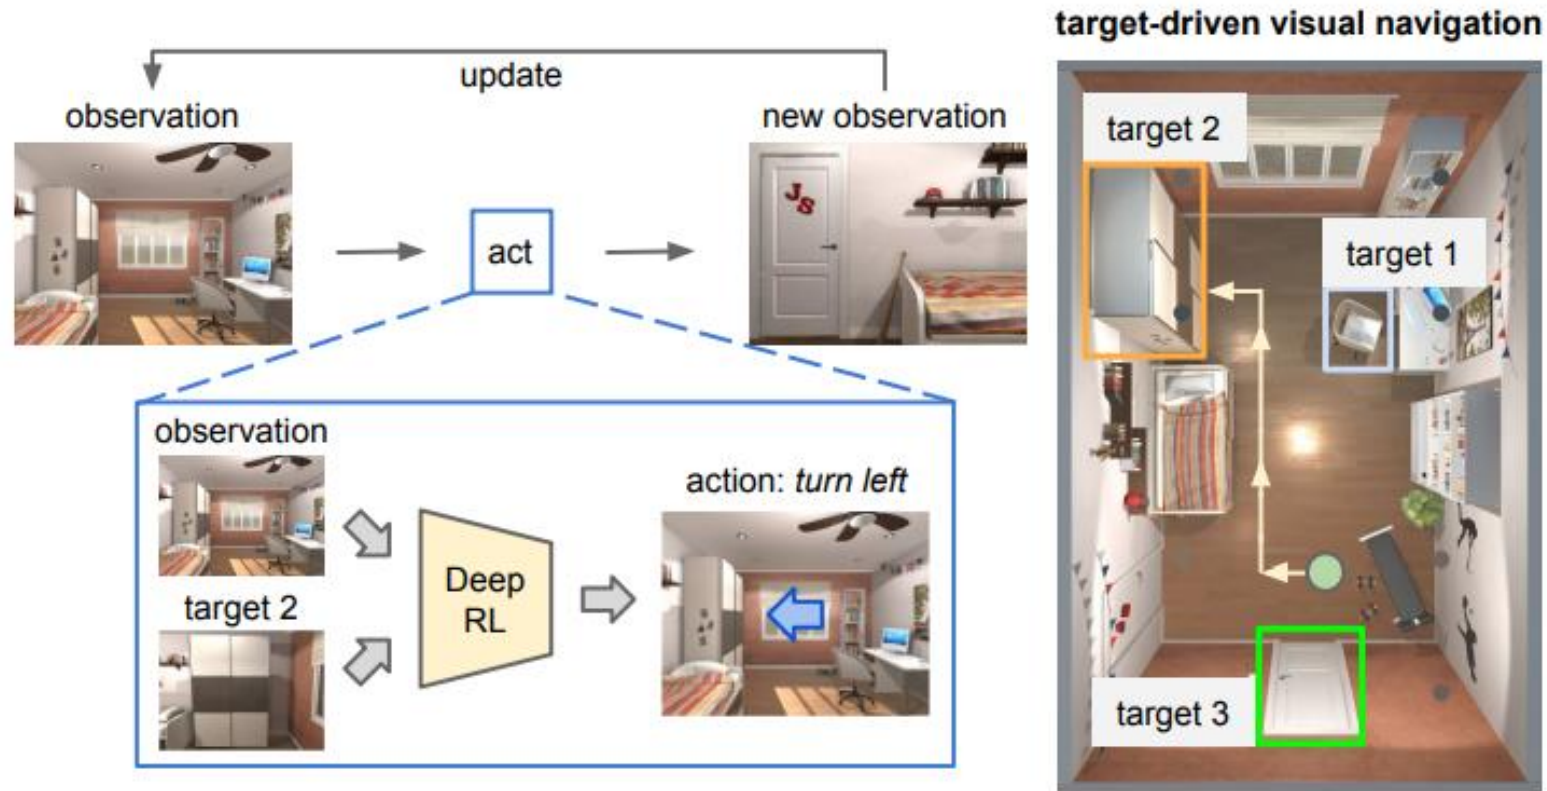 target-driven visual navigation
update
observation
new observation
J
S
act
observation
target 2
Deep
RL
action: turn left
target 2
target 1
target 3